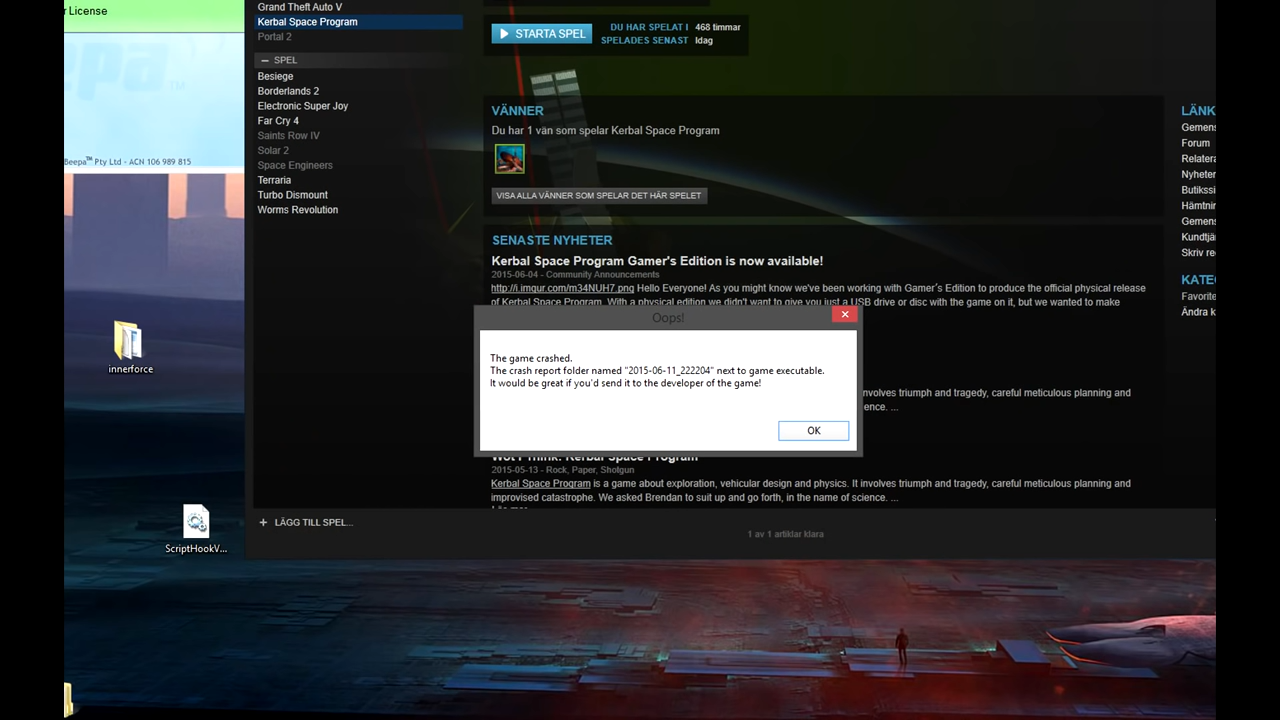 r License
Beepa™ Pty Ltd - ACN 106 989 815
innerforce
ScriptHookV...
Grand Theft Auto V
Kerbal Space Program
Portal 2
— SPEL
Besiege
Borderlands 2
Electronic Super Joy
Far Cry 4
Saints Row IV
Solar 2
Space Engineers
Terraria
Turbo Dismount
Worms Revolution
+ LÄGG TILL SPEL...
STARTA SPEL
DU HAR SPELAT I 468 timmar
SPELADES SENAST Idag
VÄNNER
Du har 1 vän som spelar Kerbal Space Program
VISA ALLA VÄNNER SOM SPELAR DET HÄR SPELET
SENASTE NYHETER
Kerbal Space Program Gamer's Edition is now available!
2015-06-04 - Community Announcements
http://i.imgur.com/m34NUH7.png Hello Everyone! As you might know we've been working with Gamer's Edition to produce the official physical release
of Kerbal Space Program. With a physical edition we didn't want to give you just a USB drive or disc with the game on it, but we wanted to make
Oops!
The game crashed.
The crash report folder named "2015-06-11_222204" next to game executable.
It would be great if you'd send it to the developer of the game!
OK
nvolves triumph and tragedy, careful meticulous planning and
ence. ...
Wot I Think: Kerbal Space Program
2015-05-13 - Rock, Paper, Shotgun
Kerbal Space Program is a game about exploration, vehicular design and physics. It involves triumph and tragedy, careful meticulous planning and
improvised catastrophe. We asked Brendan to suit up and go forth, in the name of science. ...
1 av 1 artiklar klara
LÄNK
Gemens
Forum
Relatera
Nyheter
Butikssi
Hämtnin
Gemens
Kundtjä
Skriv re
KATEG
Favorite
Ändra k